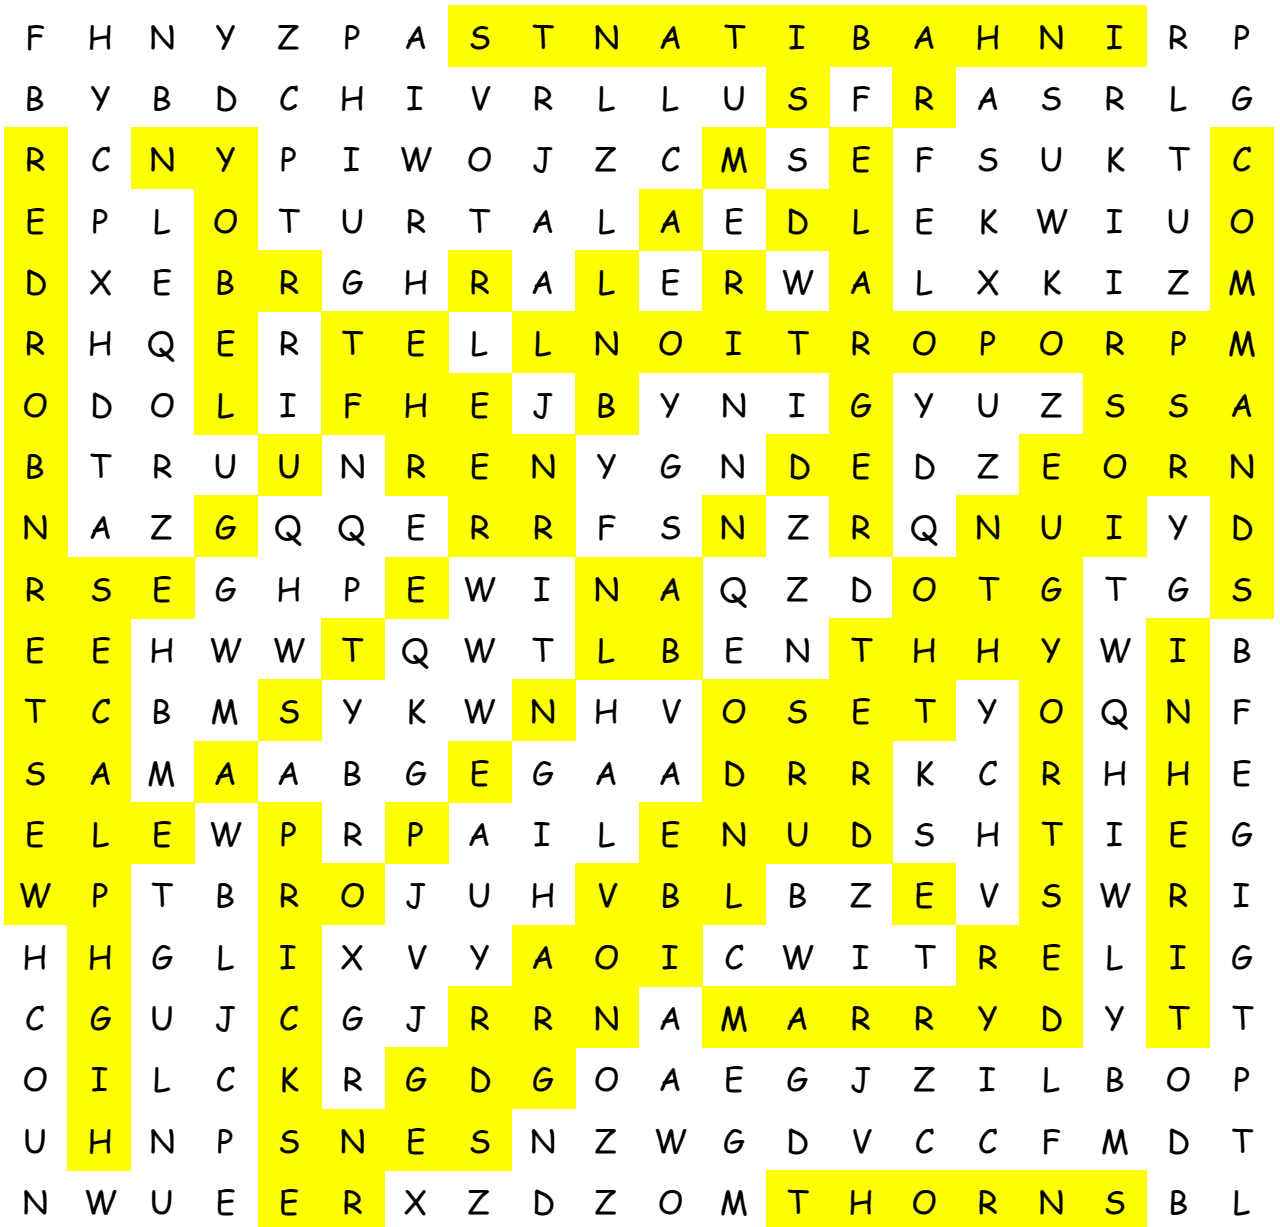 F H N Y Z P A S T N A T I B A H N I R P
B Y B D C H I V R L L U S F R A S R L G
R C N Y P I W O J Z C M S E F S U K T C
E P L O T U R T A L A E D L E K W I U O
D X E B R G H R A L E R W A L X K I Z M
R H Q E R T E L L N O I T R O P O R P M
O D O L I F H E J B Y N I G Y U Z S S A
B T R U U N R E N Y G N D E D Z E O R N
N A Z G Q Q E R R F S N Z R Q N U I Y D
R S E G H P E W I N A Q Z D O T G T G S
E E H W W T Q W T L B E N T H H Y W I B
T C B M S Y K W N H V O S E T Y O Q N F
S A M A A B G E G A A D R R K C R H H E
E L E W P R P A I L E N U D S H T I E G
W P T B R O J U H V B L B Z E V S W R I
H H G L I X V Y A O I C W I T R E L I G
C G U J C G J R R N A M A R R Y D Y T T
O I L C K R G D G O A E G J Z I L B O P
U H N P S N E S N Z W G D V C C F M D T
N W U E E R X Z D Z O M T H O R N S B L